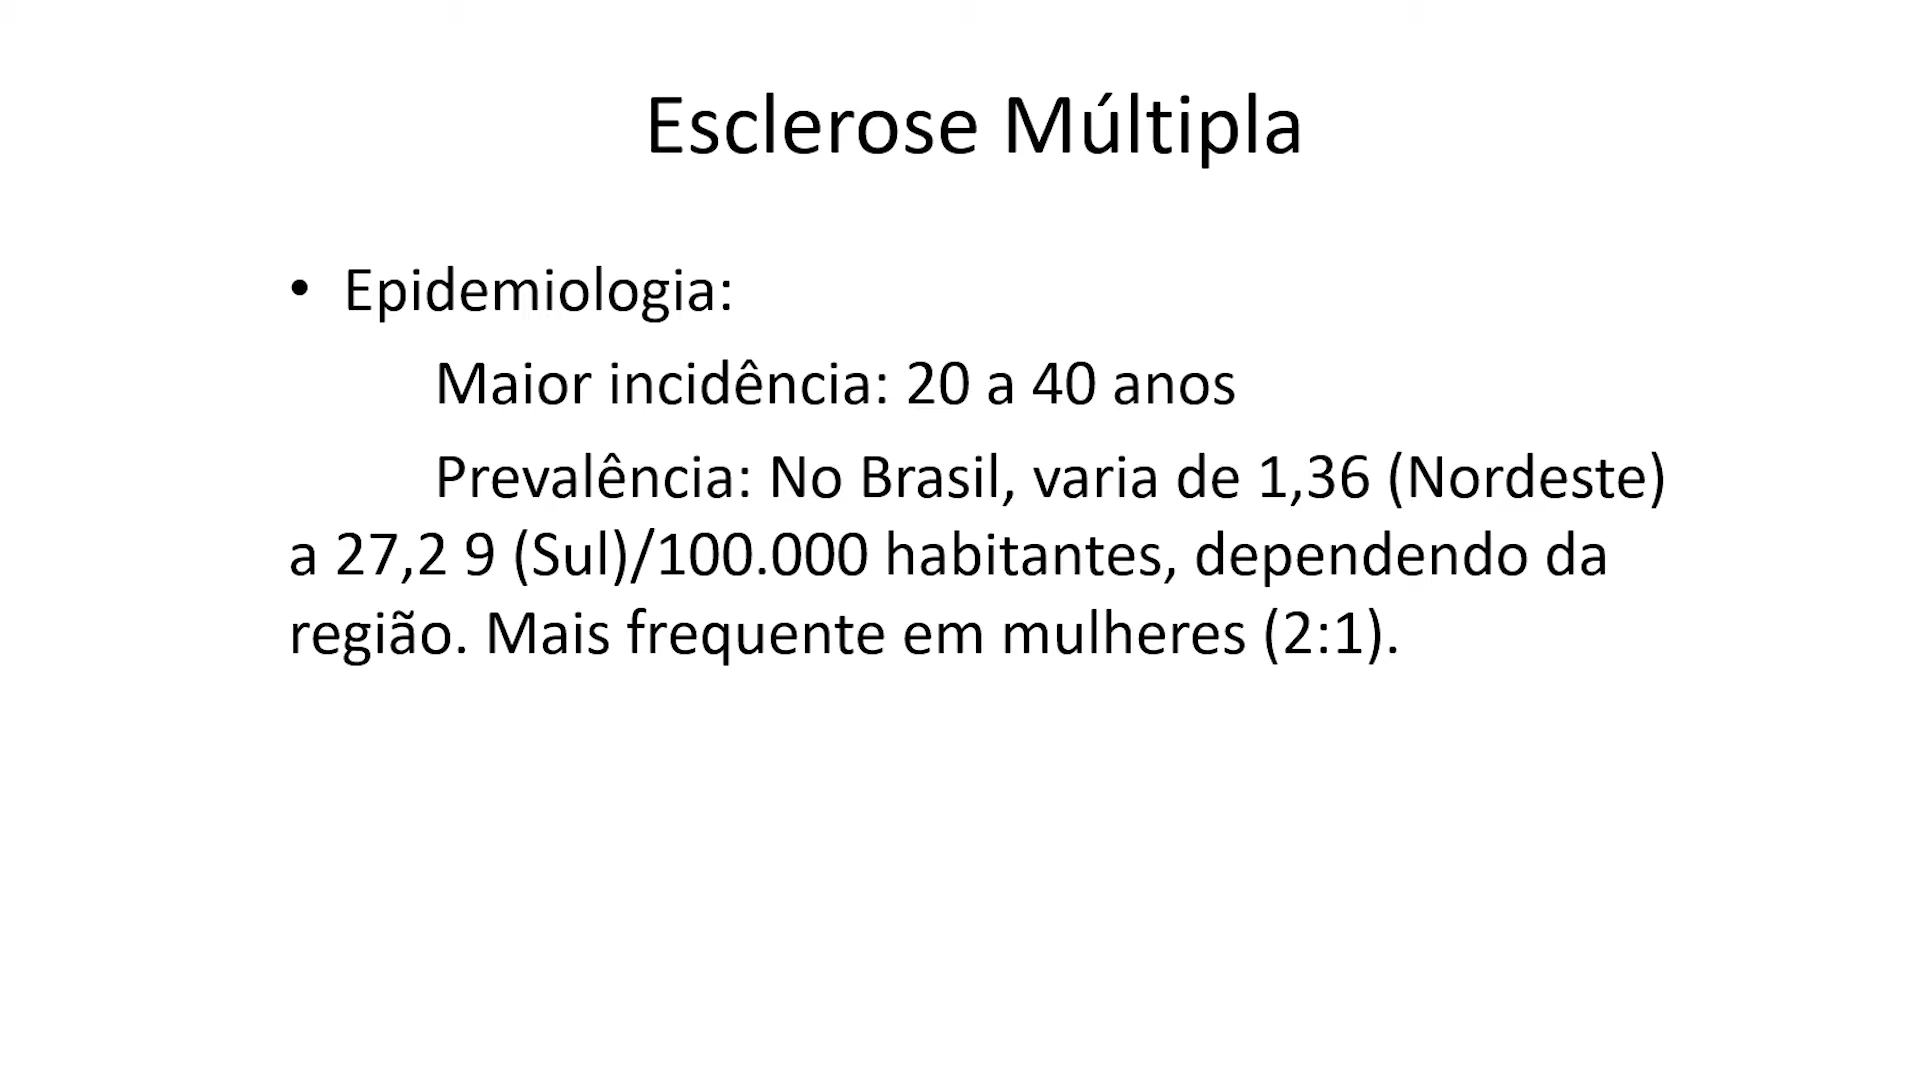 Esclerose Múltipla
• Epidemiologia:
Maior incidência: 20 a 40 anos
Prevalência: No Brasil, varia de 1,36 (Nordeste)
a 27,2 9 (Sul)/100.000 habitantes, dependendo da
região. Mais frequente em mulheres (2:1).